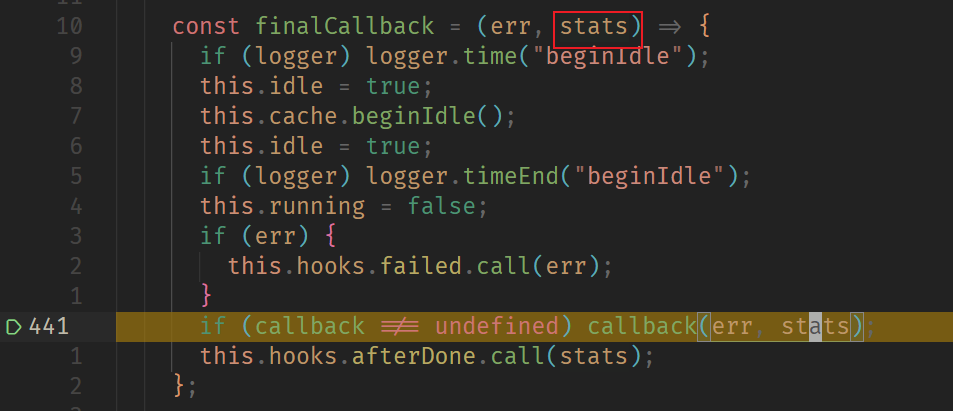 10 const finalCallback = (err, stats) => {
9 if (logger) logger.time("beginIdle");
8 this.idle = true;
7 this.cache.beginIdle();
6 this.idle = true;
5 if (logger) logger.timeEnd("beginIdle");
4 this.running = false;
3 if (err) {
2 this.hooks.failed.call(err);
1 }
441 if (callback !== undefined) callback(err, stats);
1 this.hooks.afterDone.call(stats);
2 };